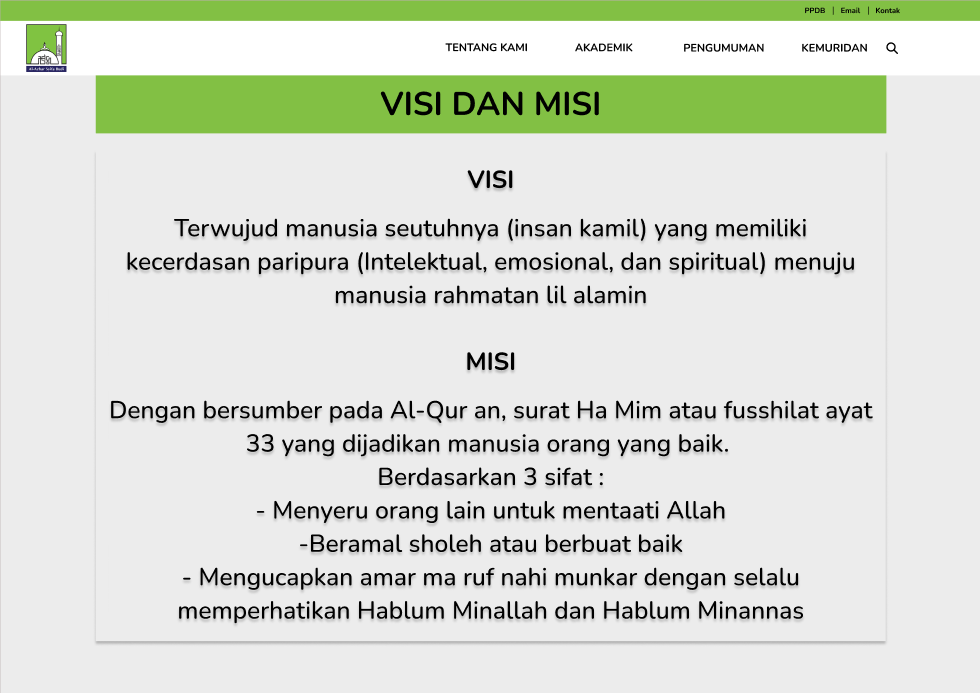 PPDB | Email | Kontak
TENTANG KAMI AKADEMIK PENGUMUMAN KEMURIDAN
VISI DAN MISI
VISI
Terwujud manusia seutuhnya (insan kamil) yang memiliki
kecerdasan paripura (Intelektual, emosional, dan spiritual) menuju
manusia rahmatan lil alamin
MISI
Dengan bersumber pada Al-Qur an, surat Ha Mim atau fusshilat ayat
33 yang dijadikan manusia orang yang baik.
Berdasarkan 3 sifat :
- Menyeru orang lain untuk mentaati Allah
-Beramal sholeh atau berbuat baik
- Mengucapkan amar ma ruf nahi munkar dengan selalu
memperhatikan Hablum Minallah dan Hablum Minannas